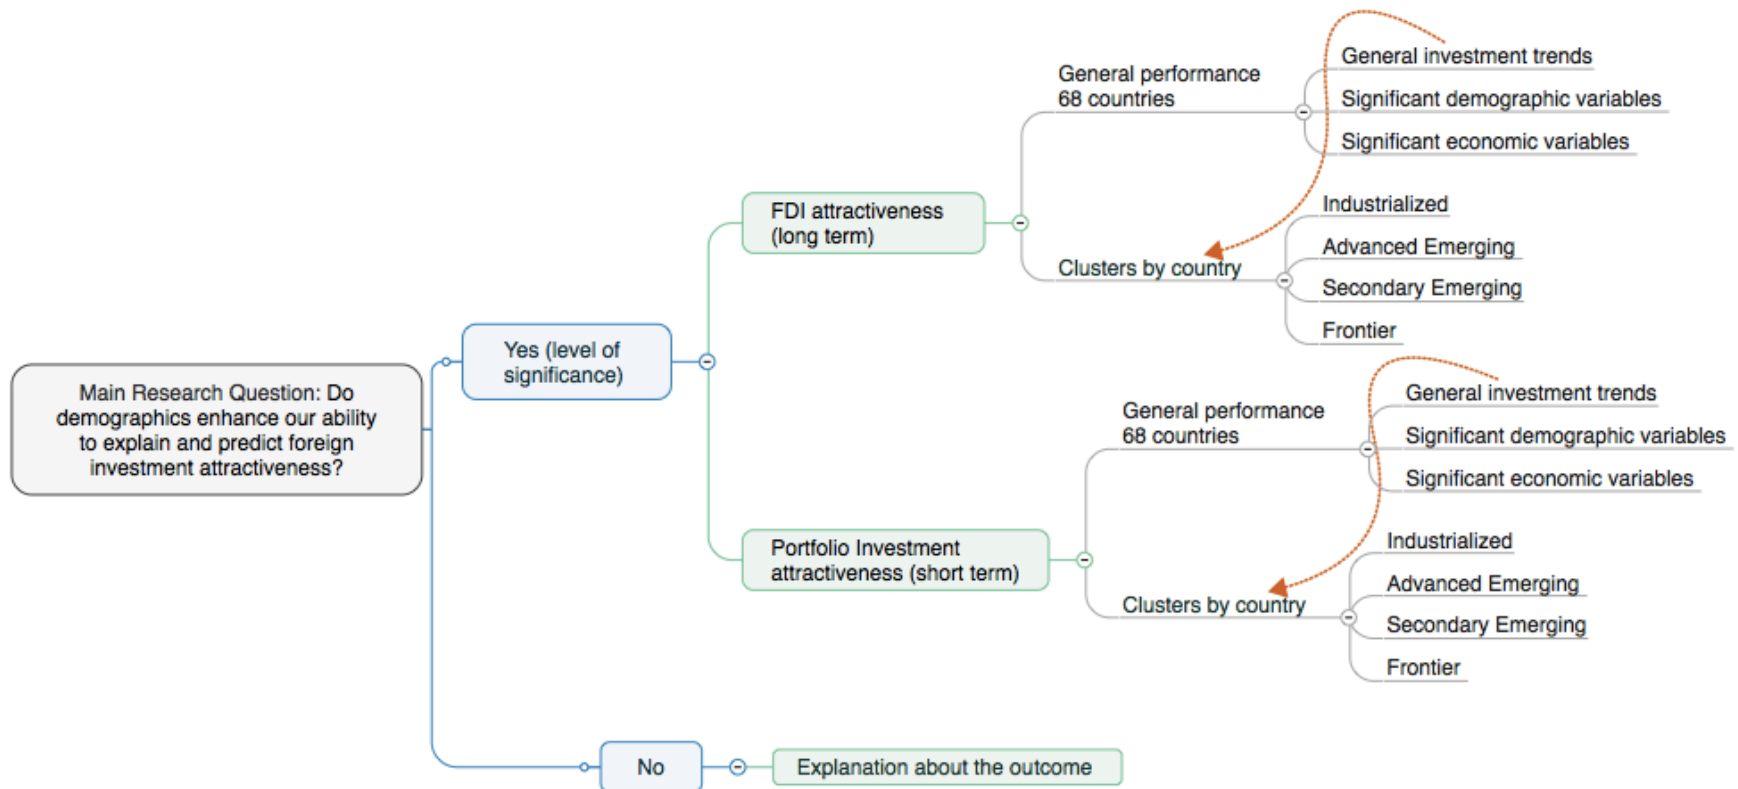 Main Research Question: Do
demographics enhance our ability
to explain and predict foreign
investment attractiveness?
Yes (level of
significance)
FDI attractiveness
(long term)
General performance
68 countries
General investment trends
Significant demographic variables
Significant economic variables
Clusters by country
Industrialized
Advanced Emerging
Secondary Emerging
Frontier
Portfolio Investment
attractiveness (short term)
General performance
68 countries
General investment trends
Significant demographic variables
Significant economic variables
Clusters by country
Industrialized
Advanced Emerging
Secondary Emerging
Frontier
No
Explanation about the outcome